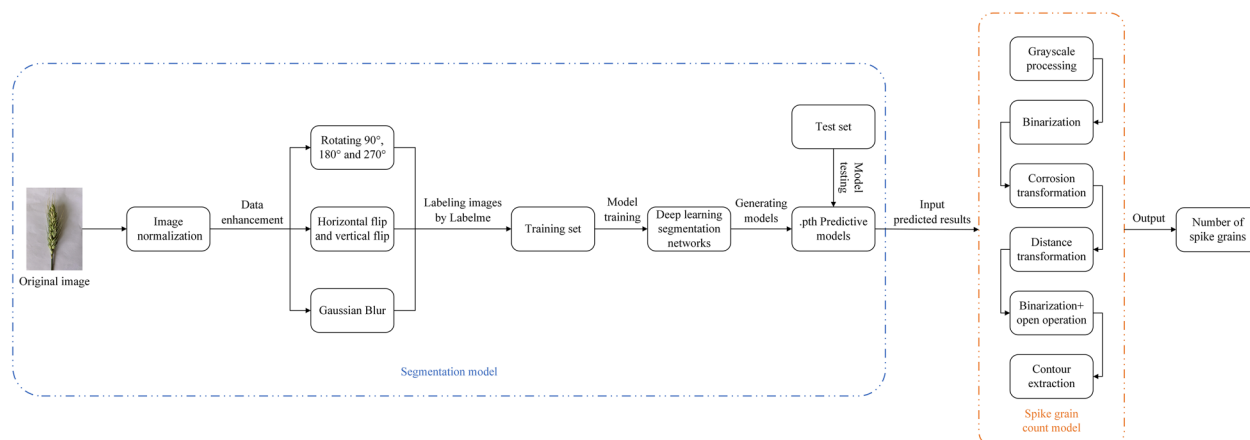 Original image
Image
normalization
Data
enhancement
Rotating 90°,
180° and 270°
Horizontal flip
and vertical flip
Gaussian Blur
Labeling images
by Labelme
Training set
Model
training
Deep learning
segmentation
networks
Generating
models
Test set
Model
testing
.pth Predictive
models
Segmentation model
Input
predicted results
Grayscale
processing
Binarization
Corrosion
transformation
Distance
transformation
Binarization+
open operation
Contour
extraction
Spike grain
count model
Output
Number of
spike grains